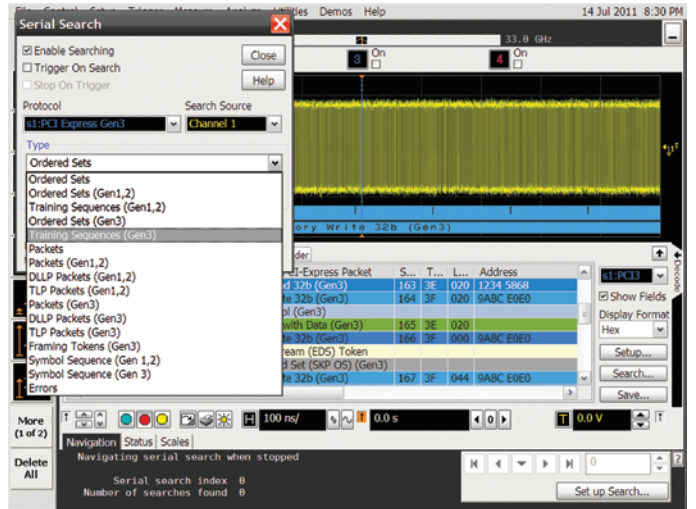 File Control Setup Trigger Measure Analyze Utilities Demos Help
14 Jul 2011 8:30 PM
Serial Search
Enable Searching
Close
Trigger On Search
Stop On Trigger
Help
Protocol
Search Source
s1:PCI Express Gen3
Channel 1
Type
Ordered Sets
Ordered Sets
Ordered Sets (Gen1,2)
Training Sequences (Gen1,2)
Ordered Sets (Gen3)
Training Sequences (Gen3)
Packets
Packets (Gen1,2)
DLLP Packets (Gen1,2)
TLP Packets (Gen1,2)
Packets (Gen3)
DLLP Packets (Gen3)
TLP Packets (Gen3)
Framing Tokens (Gen3)
Symbol Sequence (Gen 1,2)
Symbol Sequence (Gen 3)
Errors
33.0 GHz
3 On
4 On
T
ory Write 32b (Gen3)
der
CI-Express Packet S... T... L... Address
d 32b (Gen3) 163 3E 020 1234 5868
te 32b (Gen3) 164 3F 020 9ABC E0E0
ol (Gen3)
with Data (Gen3) 165 3E 020
te 32b (Gen3) 166 3F 000 9ABC E0E0
ream (EDS) Token
d Set (SKP OS) (Gen3)
te 32b (Gen3) 167 3F 044 9ABC E0E0
Decode
s1:PCI3
Show Fields
Display Format
Hex
Setup...
Search...
Save...
More
(1 of 2)
Delete
All
H 100 ns/
0.0 s
0
T 0.0 V
Navigation Status Scales
Navigating serial search when stopped
Serial search index 0
Number of searches found 0
0
?
Set up Search...